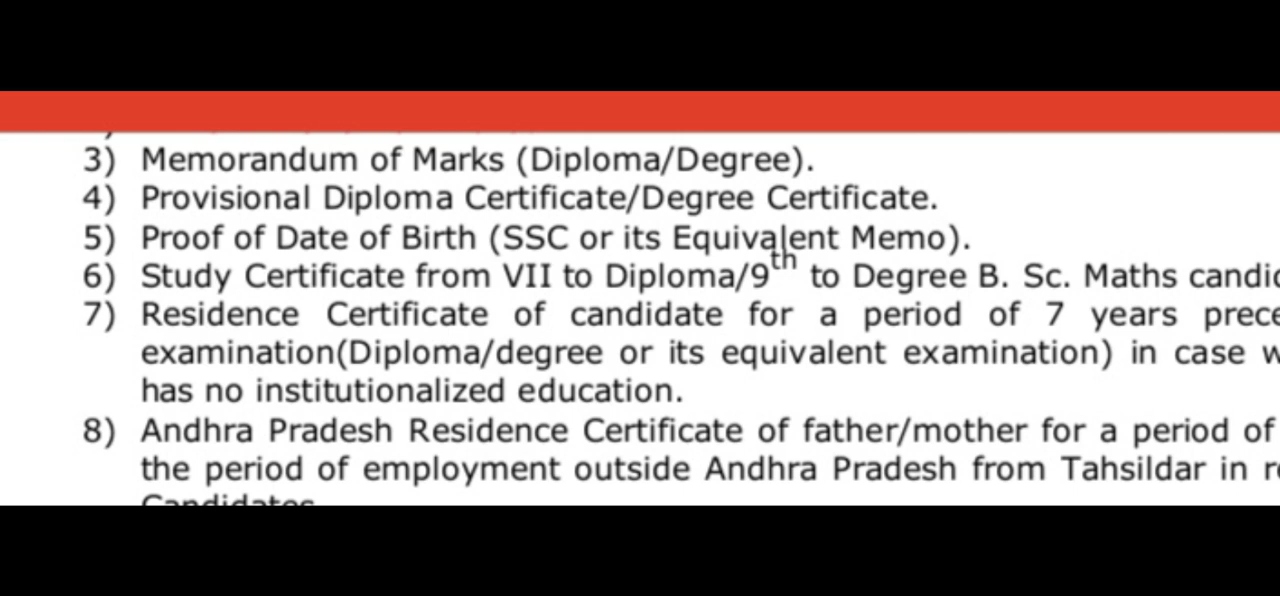 3) Memorandum of Marks (Diploma/Degree).
4) Provisional Diploma Certificate/Degree Certificate.
5) Proof of Date of Birth (SSC or its Equivalent Memo).
6) Study Certificate from VII to Diploma/9th to Degree B. Sc. Maths
7) Residence Certificate of candidate for a period of 7 years
examination(Diploma/degree or its equivalent examination) in case
has no institutionalized education.
8) Andhra Pradesh Residence Certificate of father/mother for a period of
the period of employment outside Andhra Pradesh from Tahsildar in